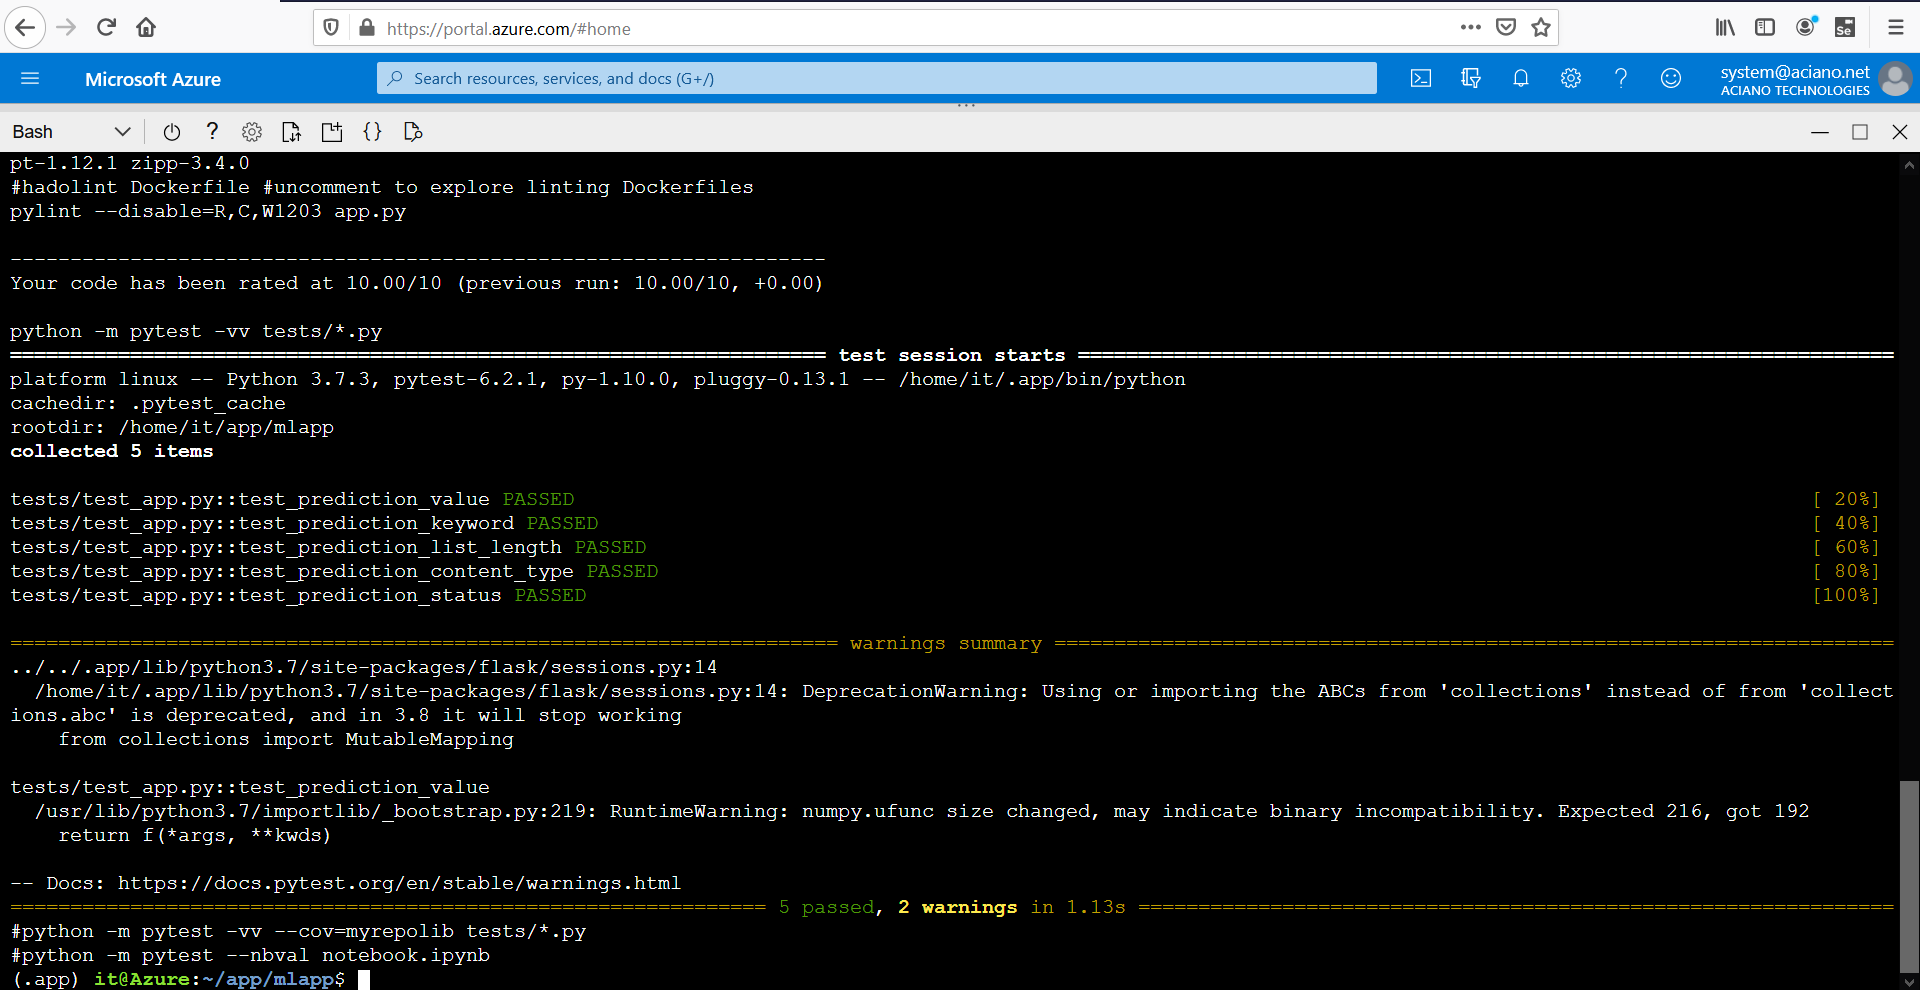 https://portal.azure.com/#home
Se
Microsoft Azure
Search resources, services, and docs (G+/)
system@aciano.net
ACIANO TECHNOLOGIES
Bash
pt-1.12.1 zipp-3.4.0
#hadolint Dockerfile #uncomment to explore linting Dockerfiles
pylint --disable=R,C,W1203 app.py
--------------------------------------------------------------------
Your code has been rated at 10.00/10 (previous run: 10.00/10, +0.00)
python -m pytest -vv tests/*.py
==================================================================== test session starts ====================================================================
platform linux -- Python 3.7.3, pytest-6.2.1, py-1.10.0, pluggy-0.13.1 -- /home/it/.app/bin/python
cachedir: .pytest_cache
rootdir: /home/it/app/mlapp
collected 5 items
tests/test_app.py::test_prediction_value PASSED [ 20%]
tests/test_app.py::test_prediction_keyword PASSED [ 40%]
tests/test_app.py::test_prediction_list_length PASSED [ 60%]
tests/test_app.py::test_prediction_content_type PASSED [ 80%]
tests/test_app.py::test_prediction_status PASSED [100%]
===================================================================== warnings summary ======================================================================
../../.app/lib/python3.7/site-packages/flask/sessions.py:14
/home/it/.app/lib/python3.7/site-packages/flask/sessions.py:14: DeprecationWarning: Using or importing the ABCs from 'collections' instead of from 'collect
ions.abc' is deprecated, and in 3.8 it will stop working
from collections import MutableMapping
tests/test_app.py::test_prediction_value
/usr/lib/python3.7/importlib/_bootstrap.py:219: RuntimeWarning: numpy.ufunc size changed, may indicate binary incompatibility. Expected 216, got 192
return f(*args, **kwds)
-- Docs: https://docs.pytest.org/en/stable/warnings.html
=============================================================== 5 passed, 2 warnings in 1.13s ===============================================================
#python -m pytest -vv --cov=myrepolib tests/*.py
#python -m pytest --nbval notebook.ipynb
(.app) it@Azure:~/app/mlapp$